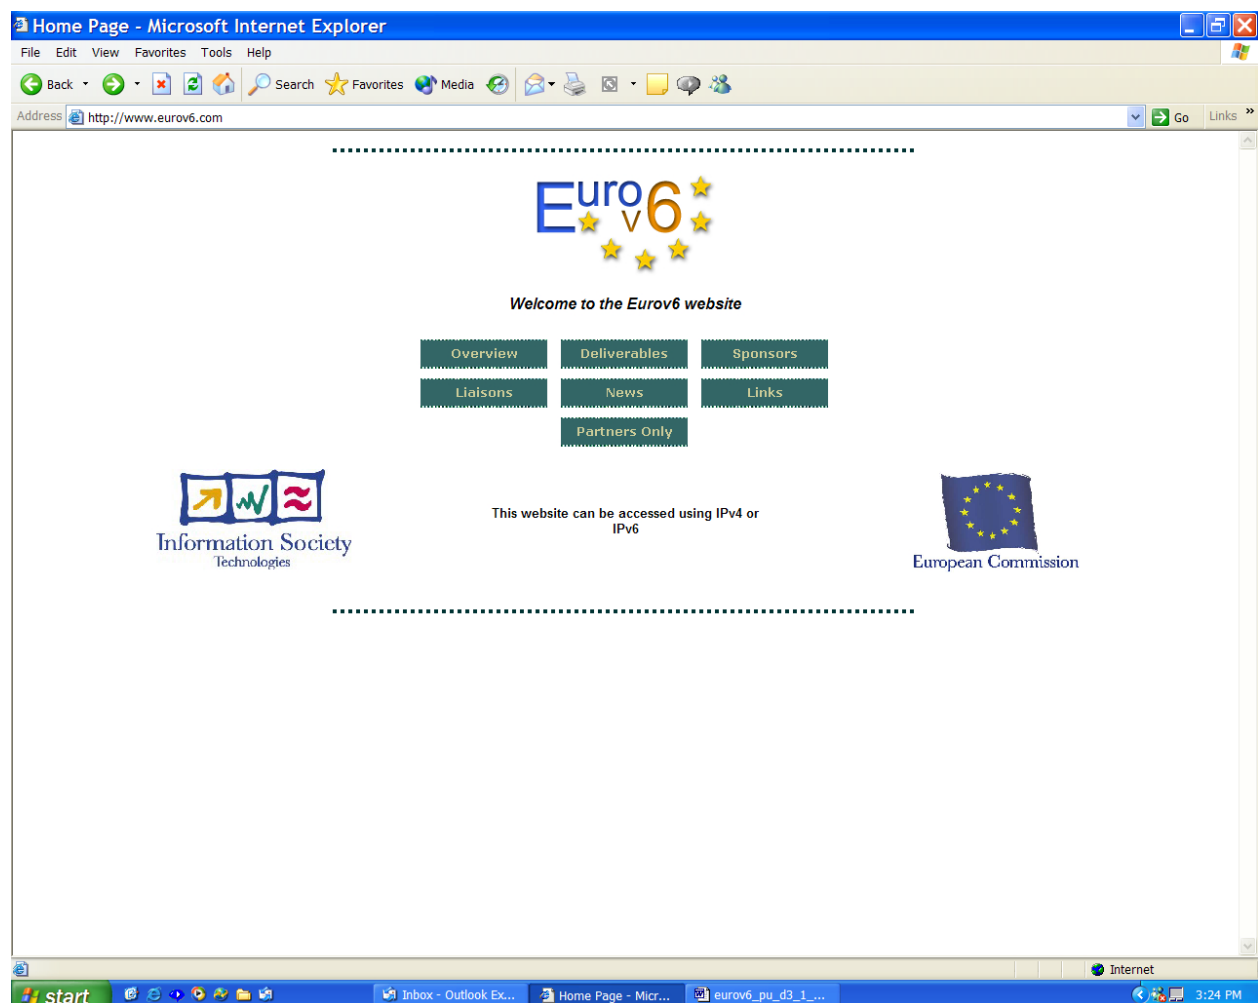 Home Page - Microsoft Internet Explorer
File Edit View Favorites Tools Help
Back Search Favorites Media
Address http://www.eurov6.com Go Links »
Euro v6
Welcome to the Eurov6 website
Overview Deliverables Sponsors
Liaisons News Links
Partners Only
Information Society
Technologies
This website can be accessed using IPv4 or
IPv6
European Commission
Internet
start Inbox - Outlook Ex... Home Page - Micr... eurov6_pu_d3_1_... 3:24 PM